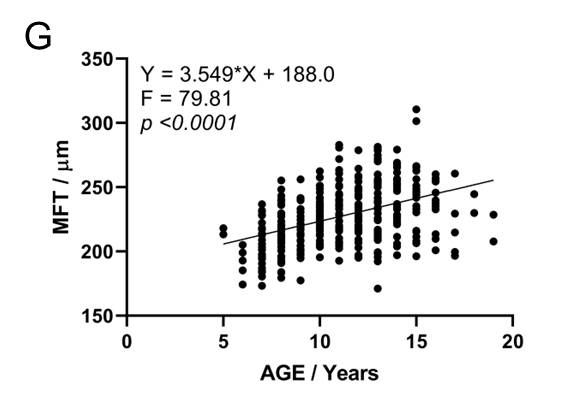 G
Y = 3.549*X + 188.0
F = 79.81
p <0.0001
MFT / μm
350
300
250
200
150
0 5 10 15 20
AGE / Years